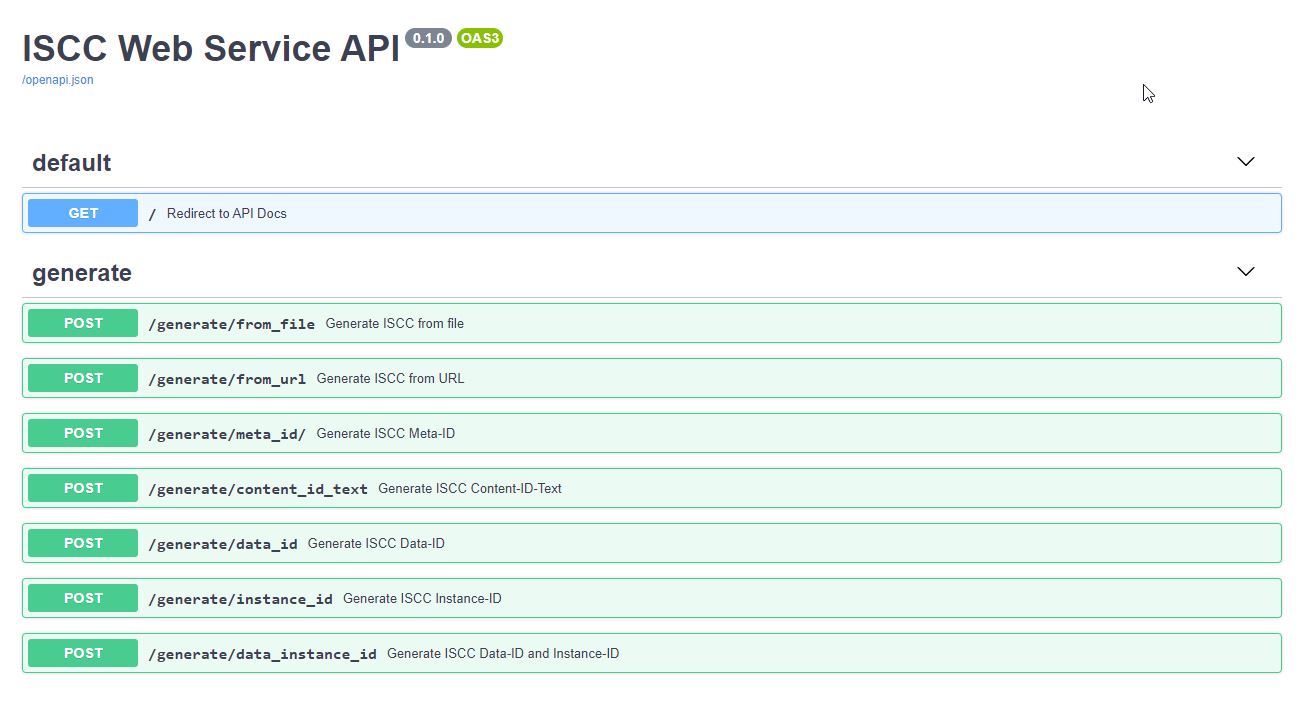 ISCC Web Service API 0.1.0 OAS3
/openapi.json
default
GET / Redirect to API Docs
generate
POST /generate/from_file Generate ISCC from file
POST /generate/from_url Generate ISCC from URL
POST /generate/meta_id/ Generate ISCC Meta-ID
POST /generate/content_id_text Generate ISCC Content-ID-Text
POST /generate/data_id Generate ISCC Data-ID
POST /generate/instance_id Generate ISCC Instance-ID
POST /generate/data_instance_id Generate ISCC Data-ID and Instance-ID